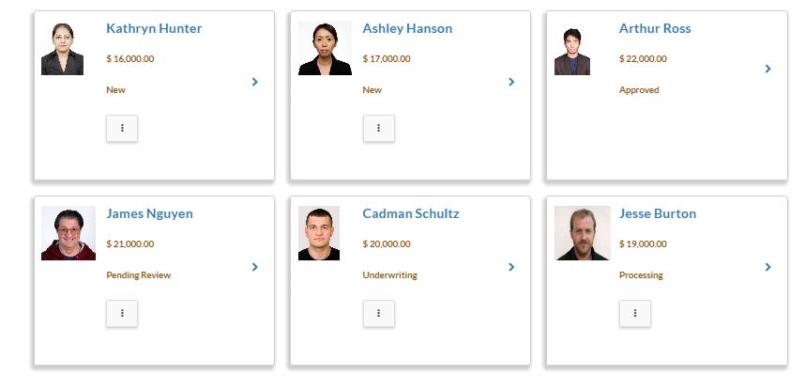 Kathryn Hunter
$ 16,000.00
New
Ashley Hanson
$ 17,000.00
New
Arthur Ross
$ 22,000.00
Approved
James Nguyen
$ 21,000.00
Pending Review
Cadman Schultz
$ 20,000.00
Underwriting
Jesse Burton
$ 19,000.00
Processing